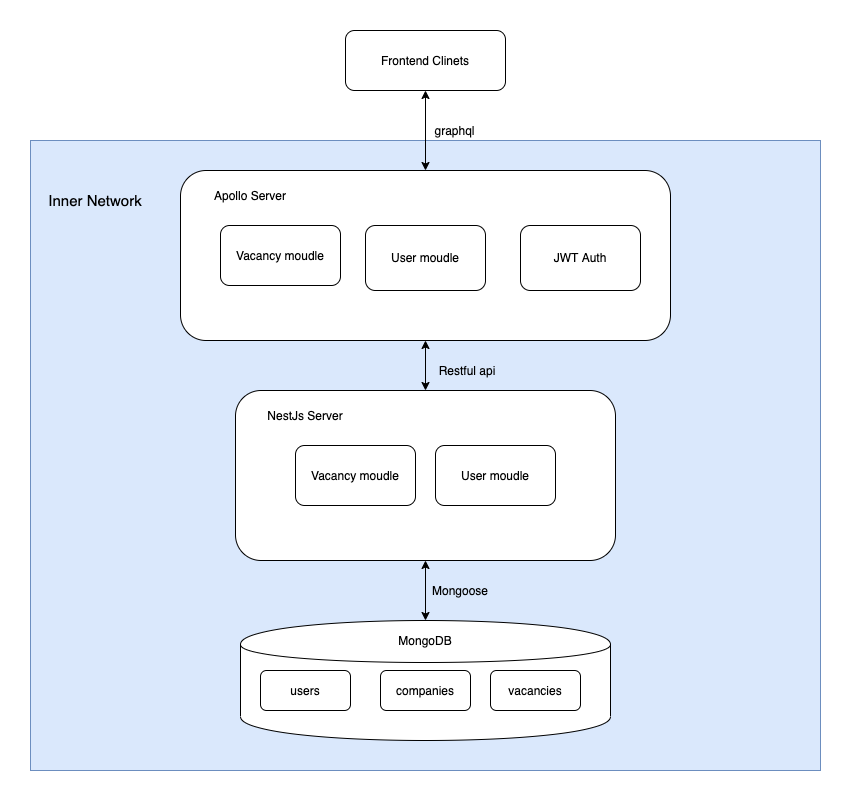 Frontend Clinets
graphql
Inner Network
Apollo Server
Vacancy moudle
User moudle
JWT Auth
Restful api
NestJs Server
Vacancy moudle
User moudle
Mongoose
MongoDB
users
companies
vacancies